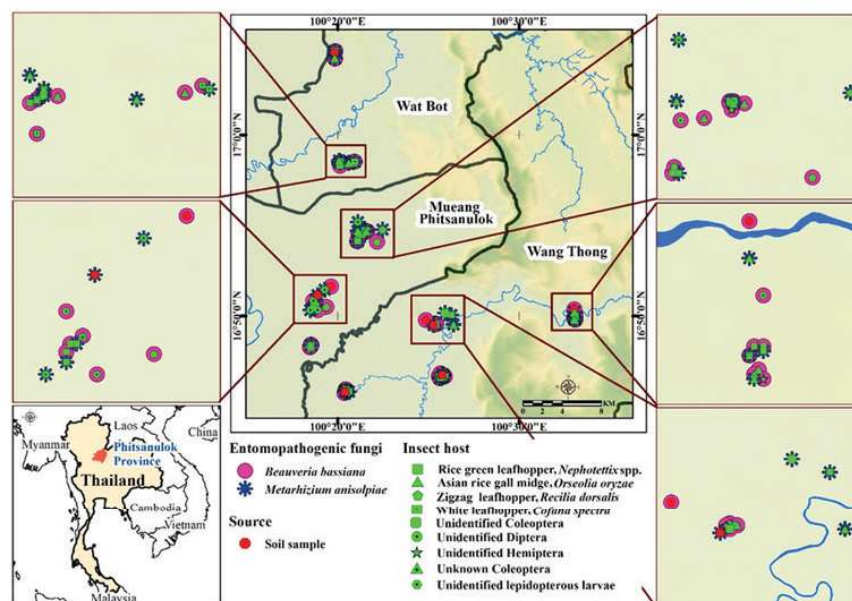 100°20'0"E
100°30'0"E
Wat Bot
17°0'0"N
17°0'0"N
Mueang
Phitsanulok
Wang Thong
16°50'0"N
16°50'0"N
0 2 4 8
KM
100°20'0"E
100°30'0"E
Laos
China
Myanmar
Phitsanulok
Province
Thailand
Cambodia
Vietnam
Malaysia
Entomopathogenic fungi
Beauveria bassiana
Metarhizium anisolpiae
Source
Soil sample
Insect host
Rice green leafhopper, Nephotettix spp.
Asian rice gall midge, Orseolia oryzae
Zigzag leafhopper, Recilia dorsalis
White leafhopper, Cofana spectra
Unidentified Coleoptera
Unidentified Diptera
Unidentified Hemiptera
Unknown Coleoptera
Unidentified lepidopterous larvae